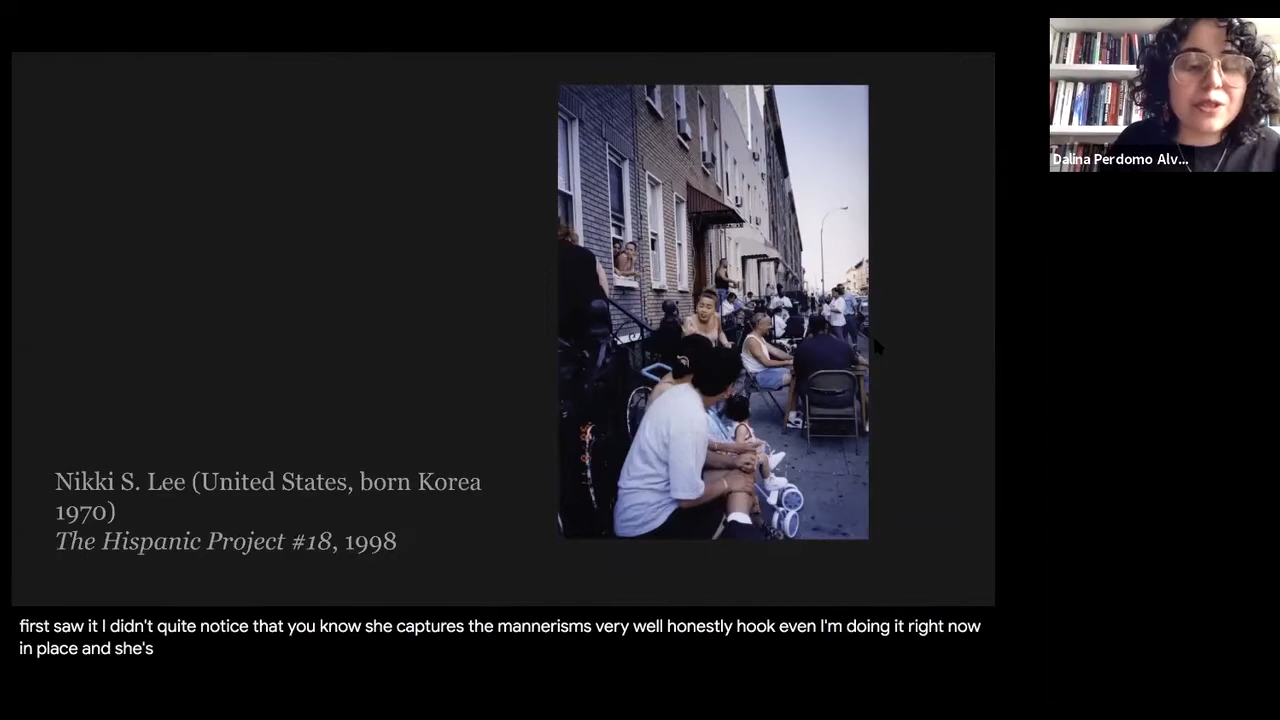 Dalina Perdomo Alv...
Nikki S. Lee (United States, born Korea
1970)
The Hispanic Project #18, 1998
first saw it I didn't quite notice that you know she captures the mannerisms very well honestly hook even I'm doing it right now
in place and she's